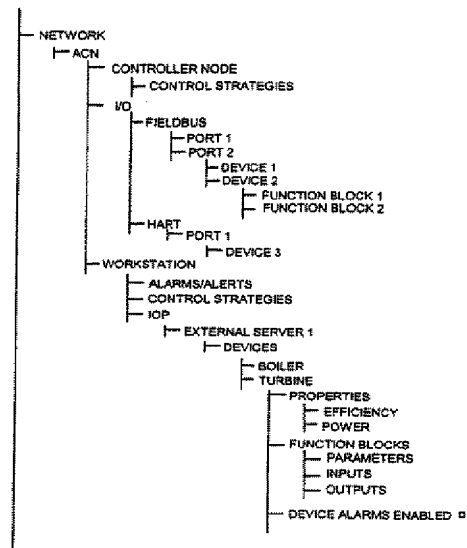 NETWORK
ACN
CONTROLLER NODE
CONTROL STRATEGIES
I/O
FIELDBUS
PORT 1
PORT 2
DEVICE 1
DEVICE 2
FUNCTION BLOCK 1
FUNCTION BLOCK 2
HART
PORT 1
DEVICE 3
WORKSTATION
ALARMS/ALERTS
CONTROL STRATEGIES
IOP
EXTERNAL SERVER 1
DEVICES
BOILER
TURBINE
PROPERTIES
EFFICIENCY
POWER
FUNCTION BLOCKS
PARAMETERS
INPUTS
OUTPUTS
DEVICE ALARMS ENABLED